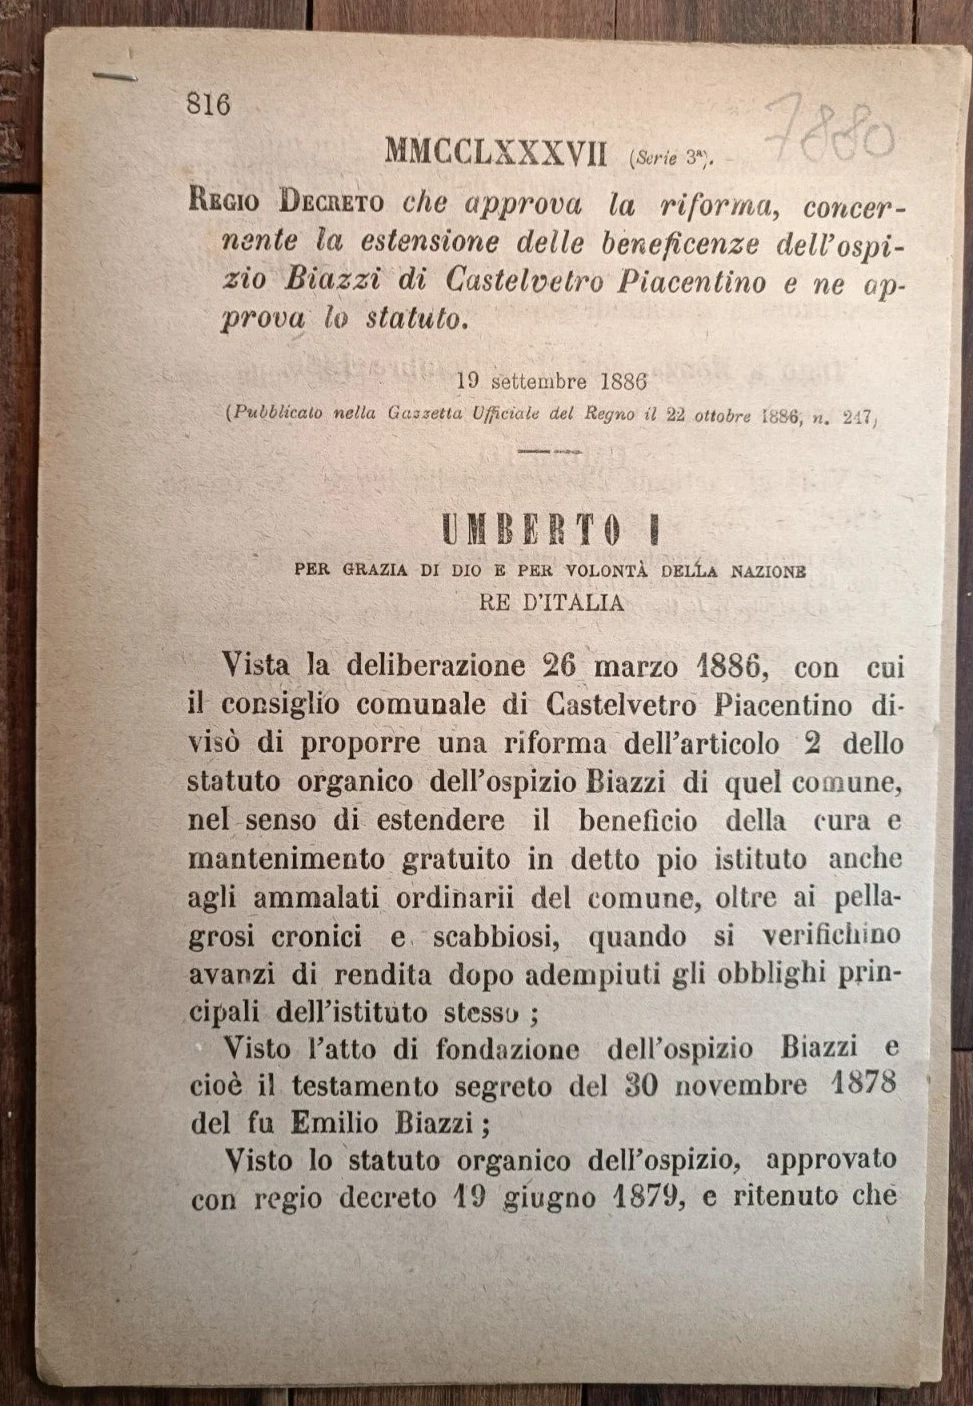 816
7880
MMCCLXXXVII (Serie 3ª).
REGIO DECRETO che approva la riforma, concer-
nente la estensione delle beneficenze dell'ospi-
zio Biazzi di Castelvetro Piacentino e ne ap-
prova lo statuto.
19 settembre 1886
(Pubblicato nella Gazzetta Ufficiale del Regno il 22 ottobre 1886, n. 247)
UMBERTO I
PER GRAZIA DI DIO E PER VOLONTÀ DELLA NAZIONE
RE D'ITALIA
Vista la deliberazione 26 marzo 1886, con cui
il consiglio comunale di Castelvetro Piacentino di-
visò di proporre una riforma dell'articolo 2 dello
statuto organico dell'ospizio Biazzi di quel comune,
nel senso di estendere il beneficio della cura e
mantenimento gratuito in detto pio istituto anche
agli ammalati ordinarii del comune, oltre ai pella-
grosi cronici e scabbiosi, quando si verifichino
avanzi di rendita dopo adempiuti gli obblighi prin-
cipali dell'istituto stesso;
Visto l'atto di fondazione dell'ospizio Biazzi e
cioè il testamento segreto del 30 novembre 1878
del fu Emilio Biazzi;
Visto lo statuto organico dell'ospizio, approvato
con regio decreto 19 giugno 1879, e ritenuto che